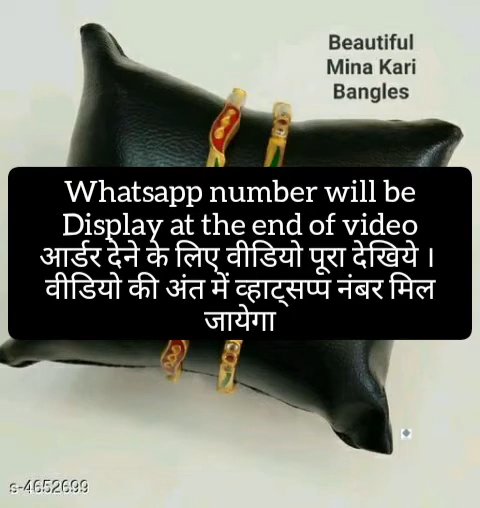 Beautiful
Mina Kari
Bangles
Whatsapp number will be
Display at the end of video
आर्डर देने के लिए वीडियो पूरा देखिये ।
वीडियो की अंत में व्हाट्सप्प नंबर मिल
जायेगा
s-4652699